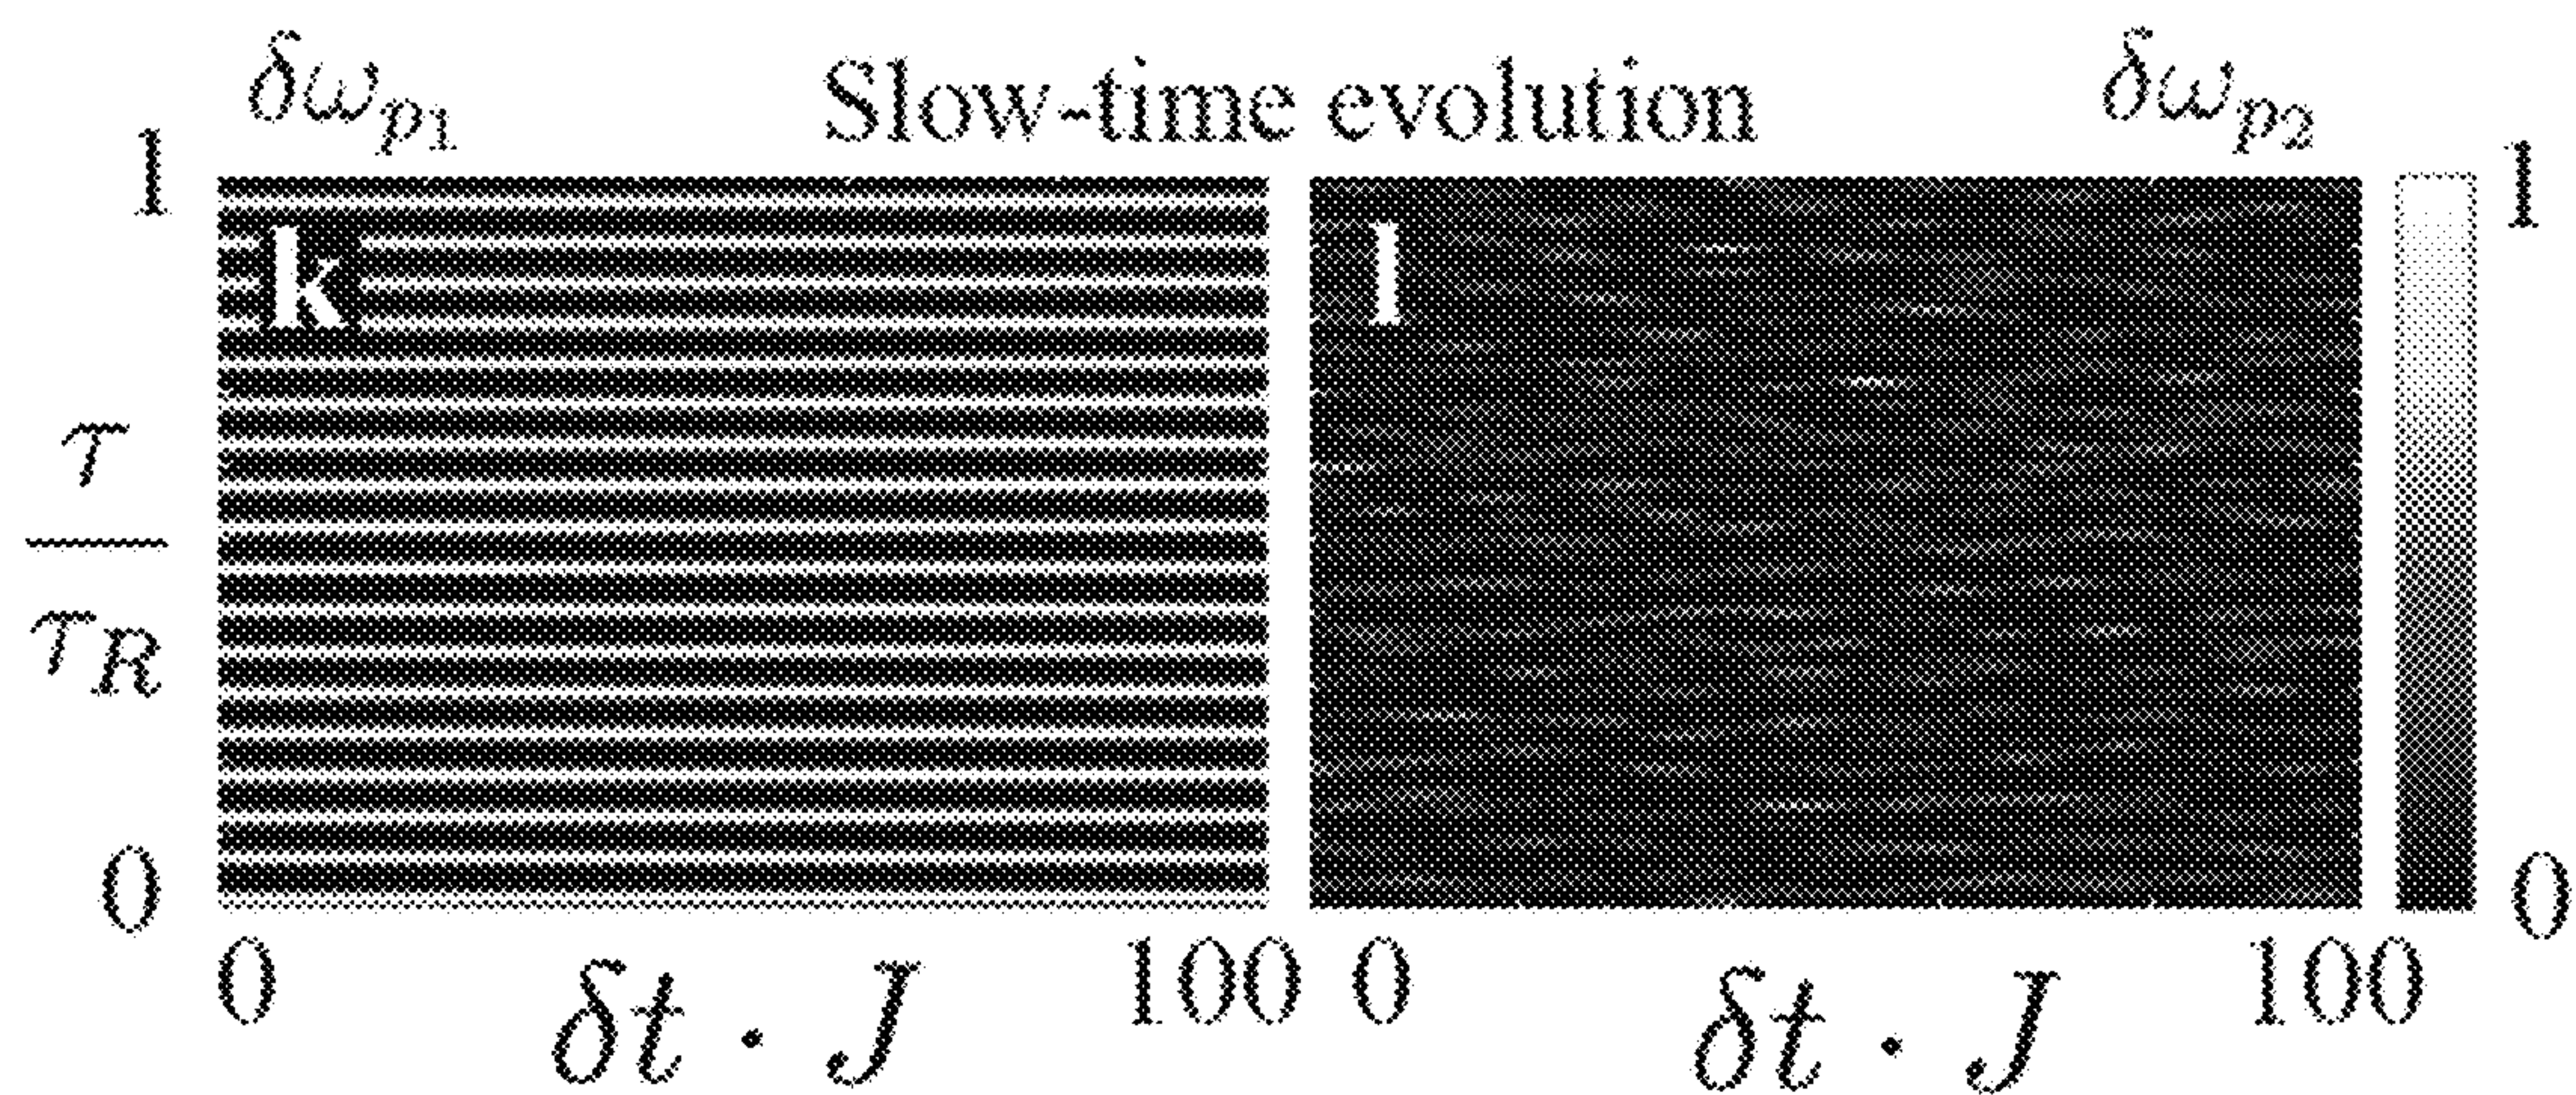 δω_{p1} Slow-time evolution δω_{p2}
1 1
k l
τ
τ_R
0 0
0 100 0 100
δt · J δt · J